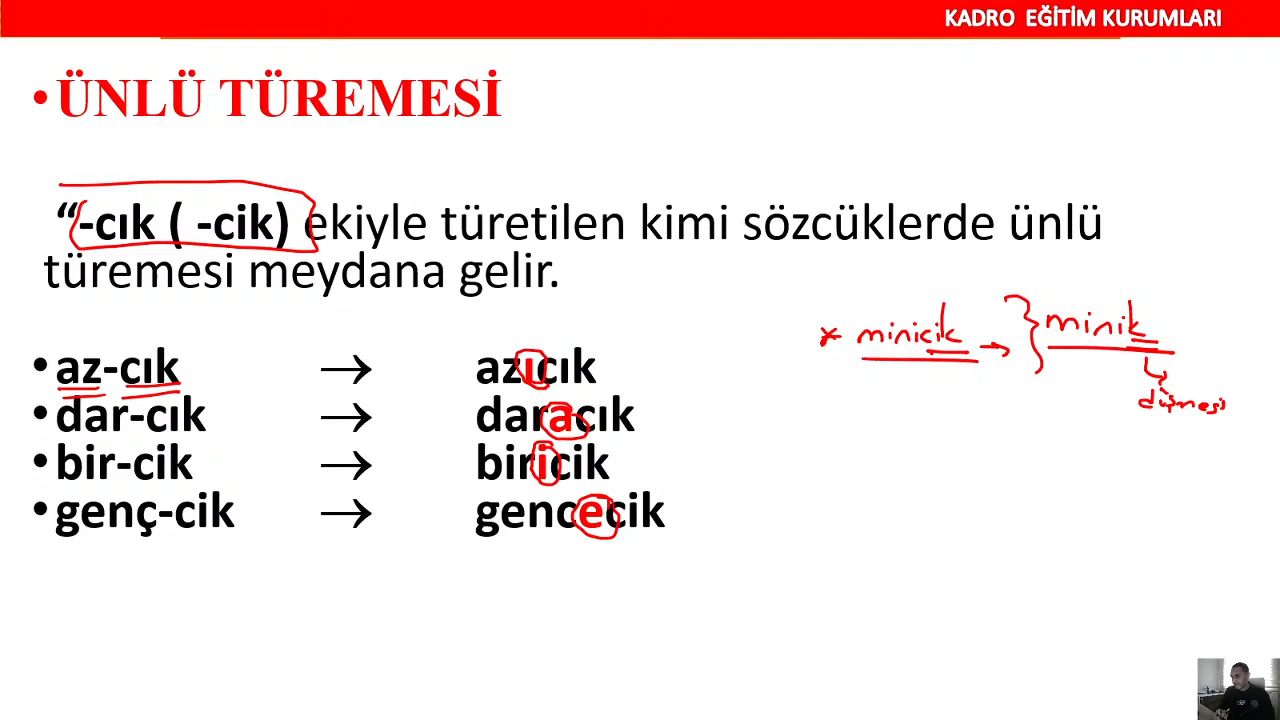 KADRO EĞİTİM KURUMLARI
•ÜNLÜ TÜREMESİ
“-cık ( -cik) ekiyle türetilen kimi sözcüklerde ünlü
türemesi meydana gelir.
* minicik → } minik
düşmesi
•az-cık → azıcık
•dar-cık → daracık
•bir-cik → biricik
•genç-cik → gencecik